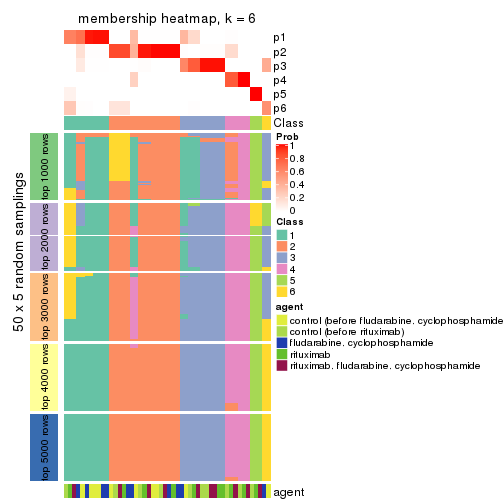 membership heatmap, k = 6
p1
p2
p3
p4
p5
p6
Class
Prob
1
0.8
0.6
0.4
0.2
0
Class
1
2
3
4
5
6
agent
control (before fludarabine. cyclophosphamide
control (before rituximab)
fludarabine. cyclophosphamide
rituximab
rituximab. fludarabine. cyclophosphamide
50 x 5 random samplings
top 1000 rows
top 2000 rows
top 3000 rows
top 4000 rows
top 5000 rows
agent